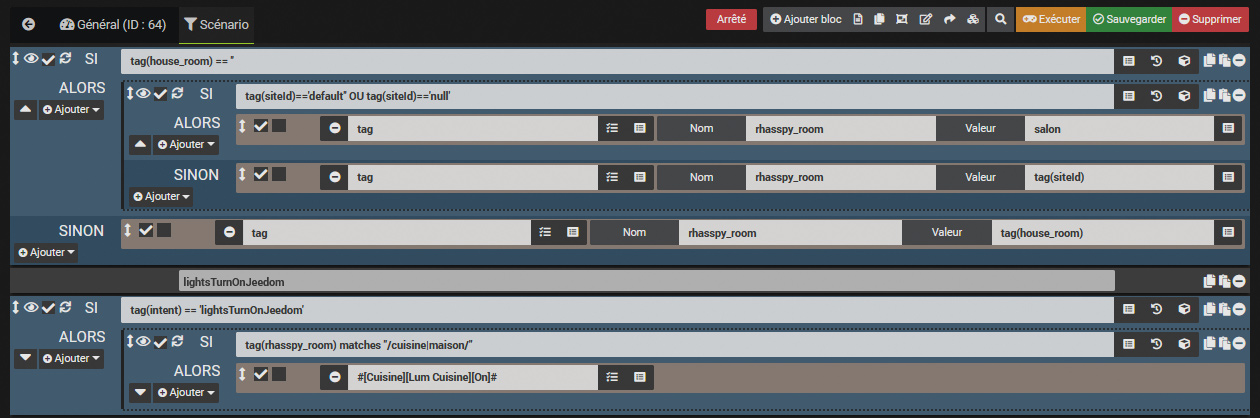 Général (ID : 64) Scénario Arrêté Ajouter bloc Exécuter Sauvegarder Supprimer
SI tag(house_room) == ''
ALORS
Ajouter
SI tag(siteId)=='default" OU tag(siteId)=='null'
ALORS
Ajouter
tag Nom rhasspy_room Valeur salon
SINON
Ajouter
tag Nom rhasspy_room Valeur tag(siteId)
SINON
Ajouter
tag Nom rhasspy_room Valeur tag(house_room)
lightsTurnOnJeedom
SI tag(intent) == 'lightsTurnOnJeedom'
ALORS
Ajouter
SI tag(rhasspy_room) matches "/cuisine|maison/"
ALORS
Ajouter
#[Cuisine][Lum Cuisine][On]#